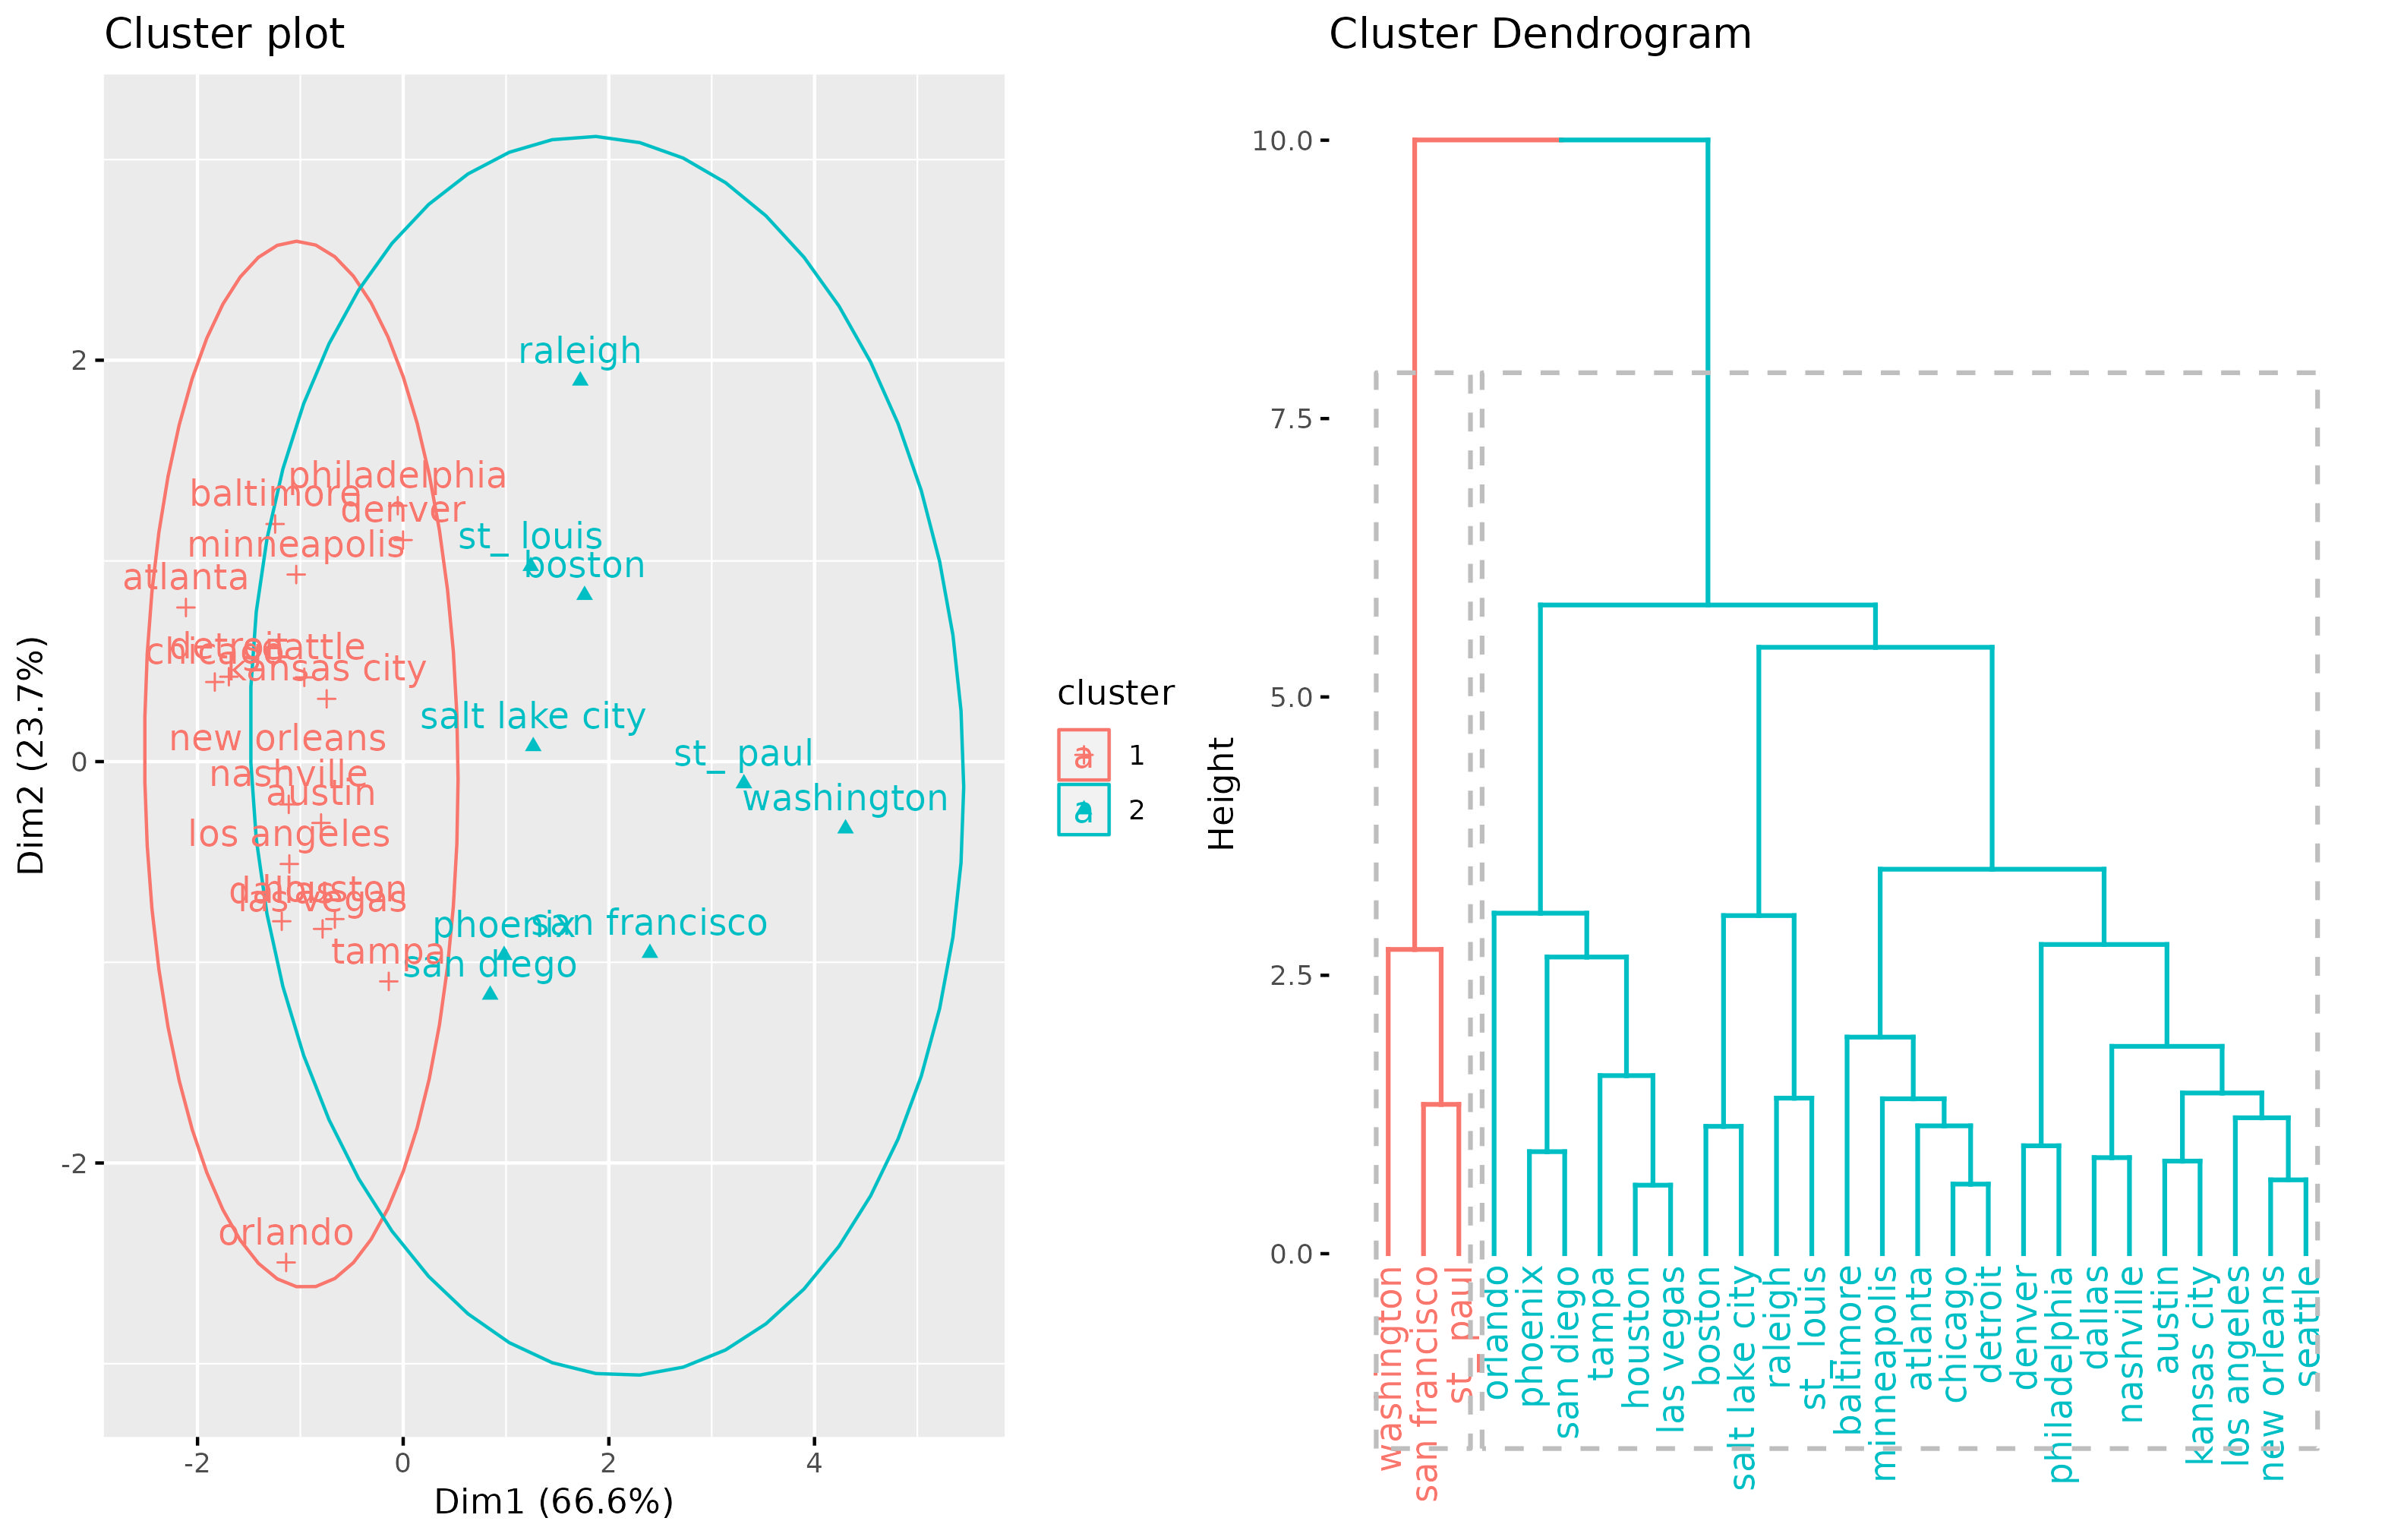 Cluster plot
raleigh
philadelphia
baltimore
denver
st_ louis
minneapolis
boston
atlanta
detroit
seattle
chicago
kansas city
salt lake city
new orleans
st_ paul
nashville
austin
washington
los angeles
dallas
houston
las vegas
phoenix
san francisco
tampa
san diego
orlando
2
0
-2
-2
0
2
4
Dim1 (66.6%)
Dim2 (23.7%)
cluster
a 1
a 2
Cluster Dendrogram
10.0
7.5
5.0
2.5
0.0
Height
washington
san francisco
st_ paul
orlando
phoenix
san diego
tampa
houston
las vegas
boston
salt lake city
raleigh
st_ louis
baltimore
minneapolis
atlanta
chicago
detroit
denver
philadelphia
dallas
nashville
austin
kansas city
los angeles
new orleans
seattle